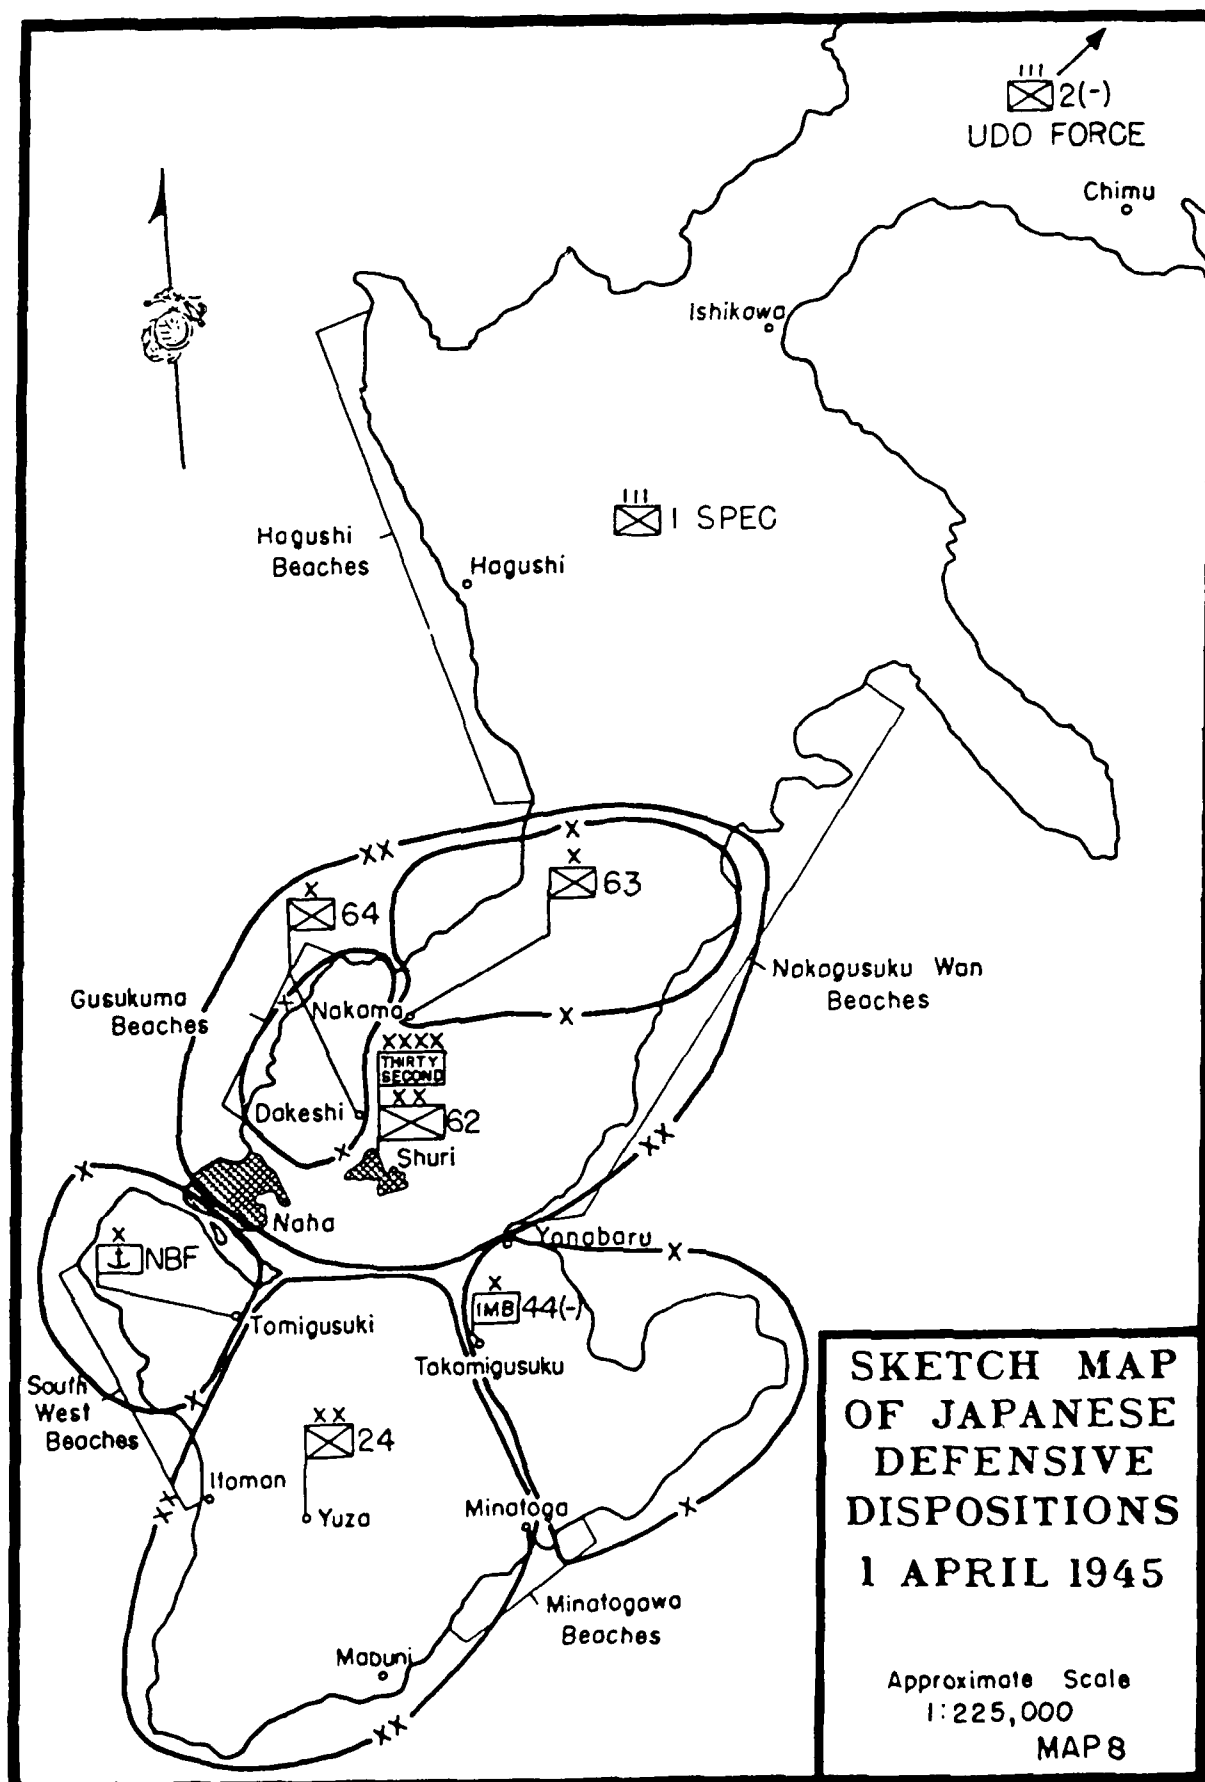 III
2(-)
UDO FORCE
Chimu
Ishikawa
III
1 SPEC
Hagushi
Beaches
Hagushi
XX
X
X
63
X
64
Nakagusuku Wan
Beaches
Gusukuma
Beaches
X
Nakama
X
XXXX
THIRTY
SECOND
XX
62
Dakeshi
X
Shuri
XX
X
Naha
Yonabaru
X
X
NBF
X
IMB
44(-)
Tomigusuki
Takamigusuku
South
West
Beaches
X
XX
24
Itoman
XX
Yuza
Minatoga
X
Minatogawa
Beaches
Mabuni
XX
SKETCH MAP
OF JAPANESE
DEFENSIVE
DISPOSITIONS
1 APRIL 1945
Approximate Scale
1:225,000
MAP 8